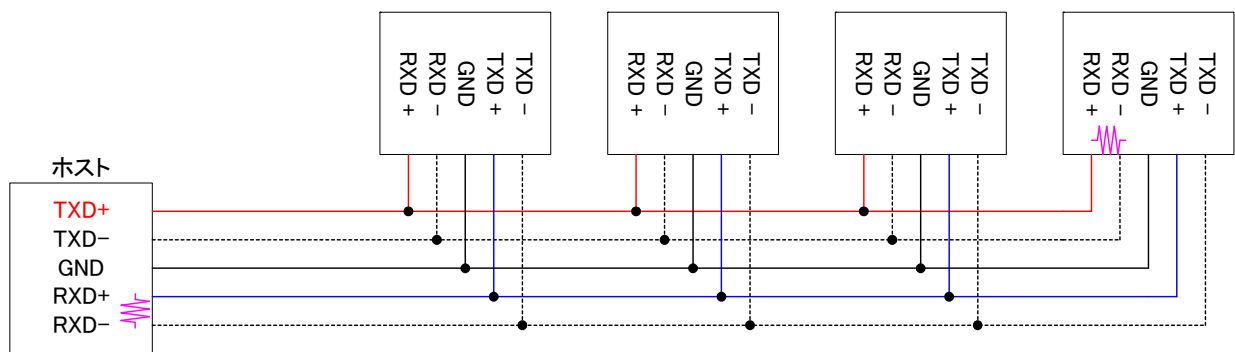 RXD+
RXD-
GND
TXD+
TXD-
RXD+
RXD-
GND
TXD+
TXD-
RXD+
RXD-
GND
TXD+
TXD-
RXD+
RXD-
GND
TXD+
TXD-
ホスト
TXD+
TXD-
GND
RXD+
RXD-